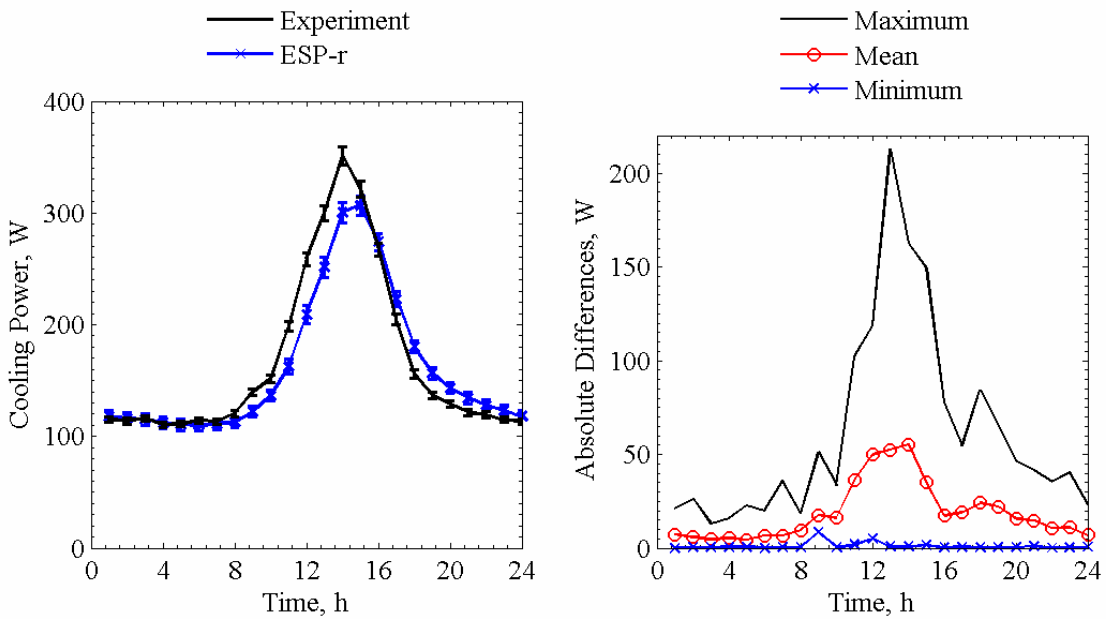 Experiment
ESP-r
400
300
200
100
0
Cooling Power, W
0 4 8 12 16 20 24
Time, h
Maximum
Mean
Minimum
200
150
100
50
0
Absolute Differences, W
0 4 8 12 16 20 24
Time, h